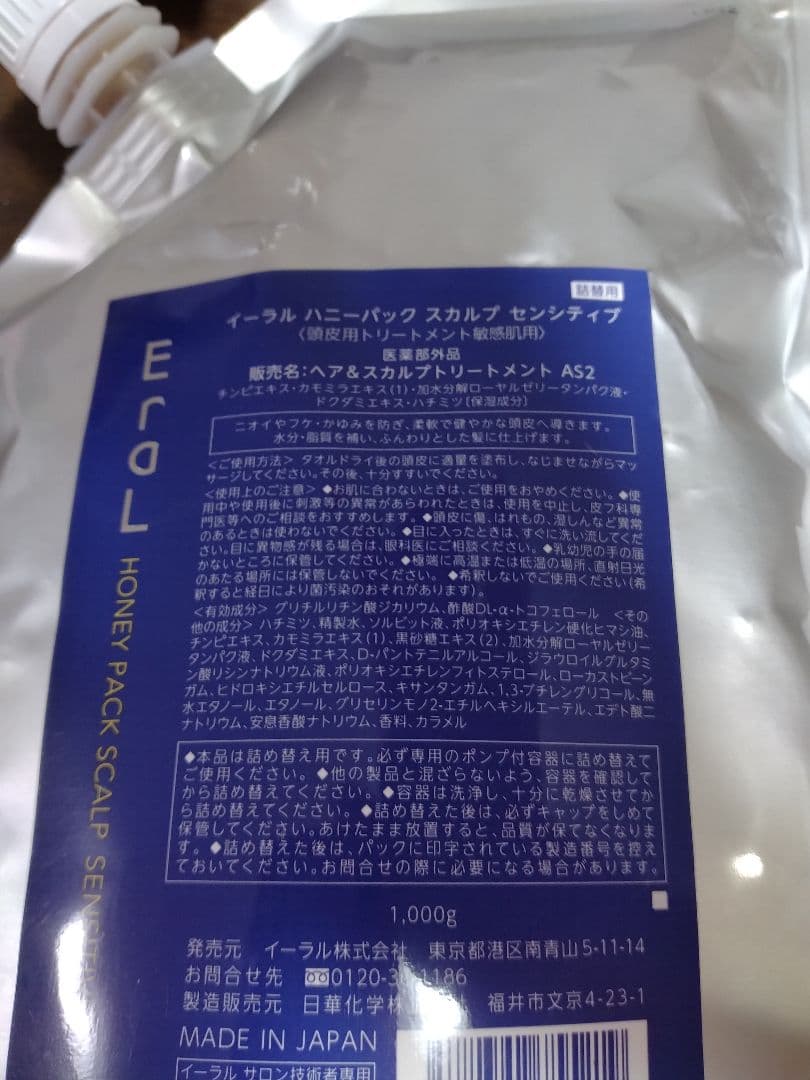 詰替用
イーラル ハニーパック スカルプ センシティブ
〈頭皮用トリートメント敏感肌用〉
医薬部外品
販売名:ヘア&スカルプトリートメント AS2
チンピエキス・カモミラエキス(1)・加水分解ローヤルゼリータンパク液・
ドクダミエキス・ハチミツ〔保湿成分〕
ニオイやフケ・かゆみを防ぎ、柔軟で健やかな頭皮へ導きます。
水分・脂質を補い、ふんわりとした髪に仕上げます。
<ご使用方法> タオルドライ後の頭皮に適量を塗布し、なじませながらマッ
サージしてください。その後、十分すすいでください。
<使用上のご注意> ◆お肌に合わないときは、ご使用をおやめください。◆使
用中や使用後に刺激等の異常があらわれたときは、使用を中止し、皮フ科専
門医等へのご相談をおすすめします。◆頭皮に傷、はれもの、湿しんなど異常
のあるときは使わないでください。◆目に入ったときは、すぐに洗い流してくだ
さい。目に異物感が残る場合は、眼科医にご相談ください。◆乳幼児の手の届
かないところに保管してください。◆極端に高温または低温の場所、直射日光
のあたる場所には保管しないでください。◆希釈しないでご使用ください(希
釈すると経日により菌汚染のおそれがあります)。
<有効成分> グリチルリチン酸ジカリウム、酢酸DL-α-トコフェロール <その
他の成分> ハチミツ、精製水、ソルビット液、ポリオキシエチレン硬化ヒマシ油、
チンピエキス、カモミラエキス(1)、黒砂糖エキス(2)、加水分解ローヤルゼリー
タンパク液、ドクダミエキス、D-パントテニルアルコール、ジラウロイルグルタミ
ン酸リシンナトリウム液、ポリオキシエチレンフィトステロール、ローカストビーン
ガム、ヒドロキシエチルセルロース、キサンタンガム、1,3-ブチレングリコール、無
水エタノール、エタノール、グリセリンモノ2-エチルヘキシルエーテル、エデト酸二
ナトリウム、安息香酸ナトリウム、香料、カラメル
◆本品は詰め替え用です。必ず専用のポンプ付容器に詰め替えて
ご使用ください。◆他の製品と混ざらないよう、容器を確認して
から詰め替えてください。◆容器は洗浄し、十分に乾燥させてか
ら詰め替えてください。◆詰め替えた後は、必ずキャップをしめて
保管してください。あけたまま放置すると、品質が保てなくなりま
す。◆詰め替えた後は、パックに印字されている製造番号を控え
ておいてください。お問合せの際に必要になる場合があります。
1,000g
発売元 イーラル株式会社 東京都港区南青山5-11-14
お問合せ先 0120-3 1186
製造販売元 日華化学株 社 福井市文京4-23-1
MADE IN JAPAN
イーラル サロン技術者専用
EraL
HONEY PACK SCALP SENSITI